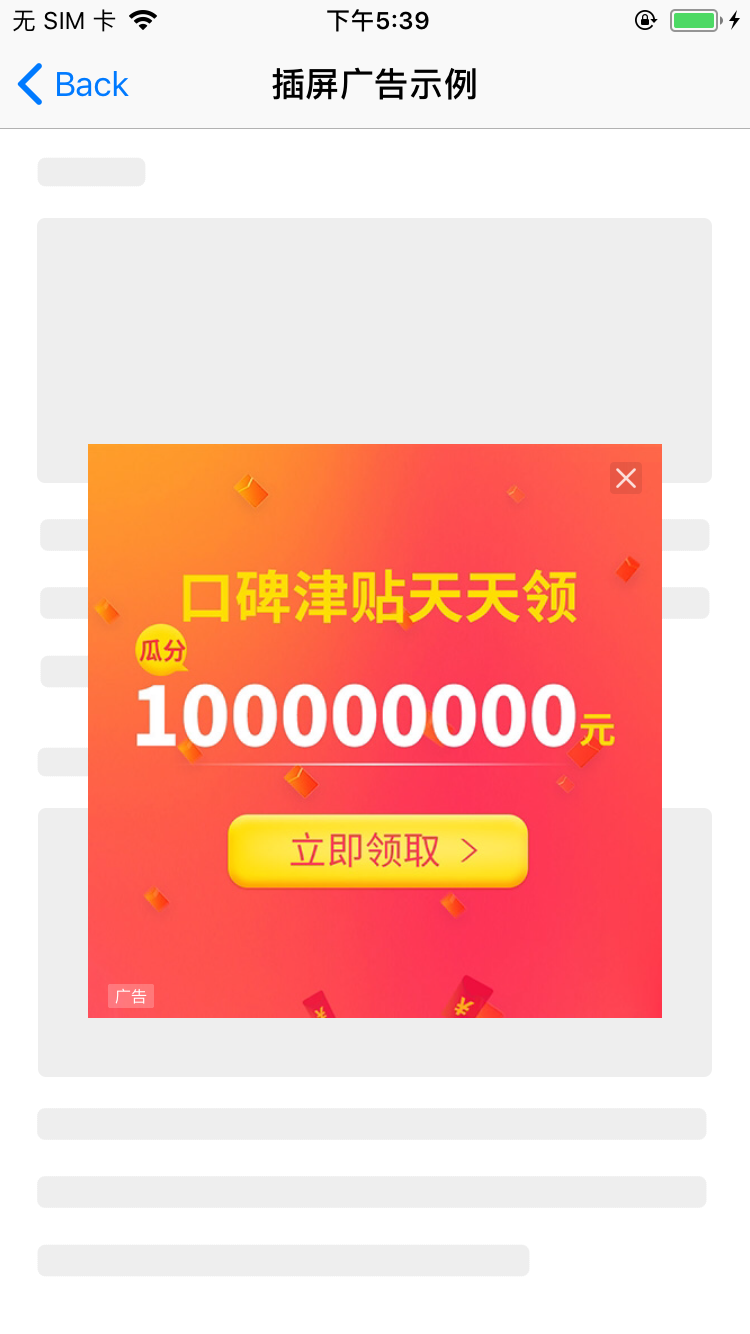 无 SIM 卡
下午5:39
Back
插屏广告示例
口碑津贴天天领
瓜分
100000000元
立即领取 >
广告
¥
¥